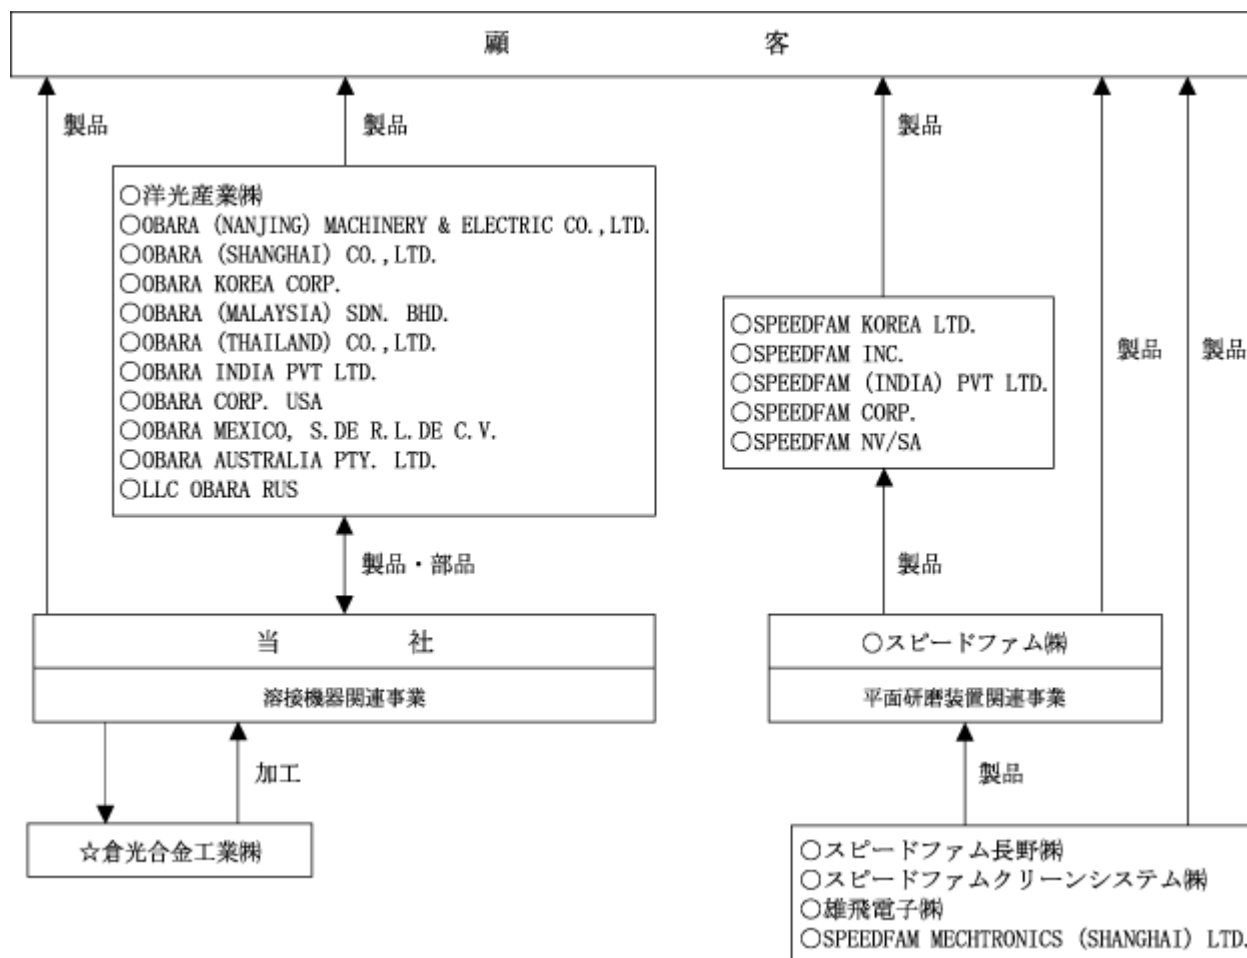 顧 客
製品
製品
製品
製品
製品
○洋光産業㈱
○OBARA (NANJING) MACHINERY & ELECTRIC CO.,LTD.
○OBARA (SHANGHAI) CO.,LTD.
○OBARA KOREA CORP.
○OBARA (MALAYSIA) SDN. BHD.
○OBARA (THAILAND) CO.,LTD.
○OBARA INDIA PVT LTD.
○OBARA CORP. USA
○OBARA MEXICO, S.DE R.L.DE C.V.
○OBARA AUSTRALIA PTY. LTD.
○LLC OBARA RUS
○SPEEDFAM KOREA LTD.
○SPEEDFAM INC.
○SPEEDFAM (INDIA) PVT LTD.
○SPEEDFAM CORP.
○SPEEDFAM NV/SA
製品・部品
製品
当 社
溶接機器関連事業
○スピードファム㈱
平面研磨装置関連事業
加工
製品
☆倉光合金工業㈱
○スピードファム長野㈱
○スピードファムクリーンシステム㈱
○雄飛電子㈱
○SPEEDFAM MECHTRONICS (SHANGHAI) LTD.